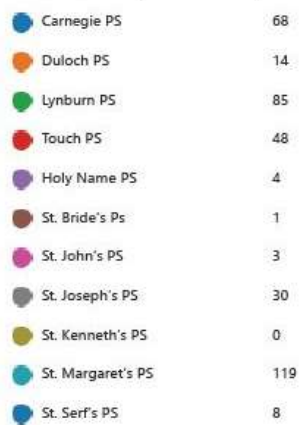 Carnegie PS 68
Duloch PS 14
Lynburn PS 85
Touch PS 48
Holy Name PS 4
St. Bride's Ps 1
St. John's PS 3
St. Joseph's PS 30
St. Kenneth's PS 0
St. Margaret's PS 119
St. Serf's PS 8